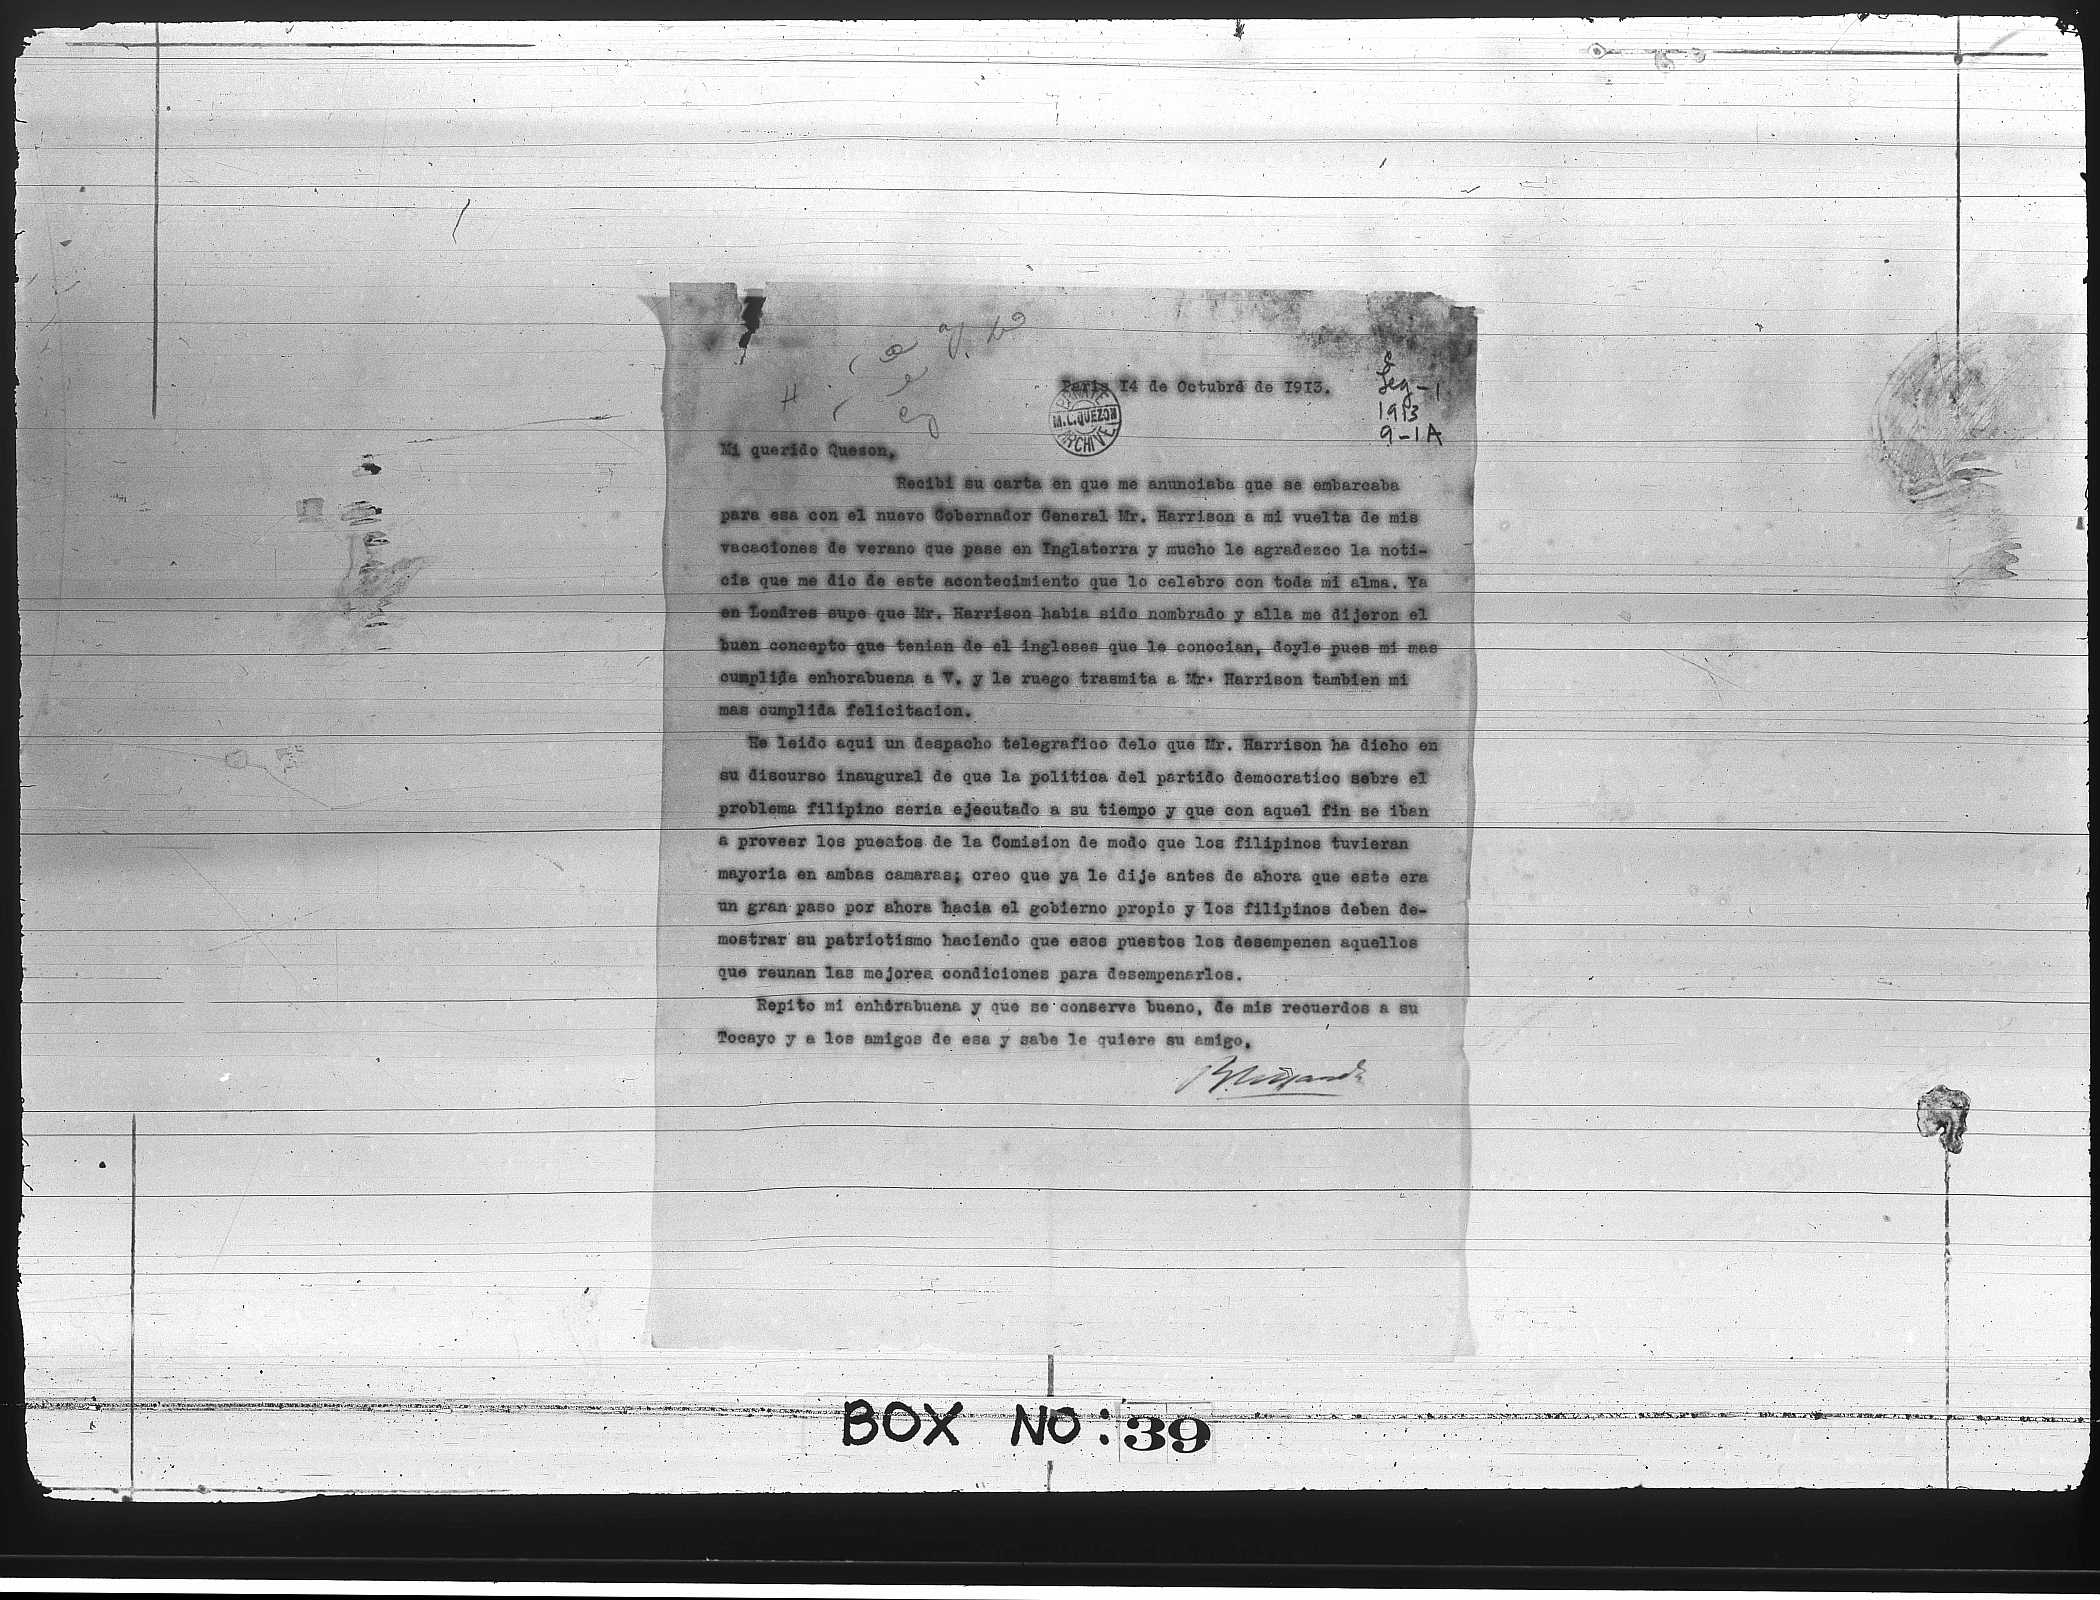 Paris 14 de Octubre de 1913.
PRIVATE
M.L.QUEZON
ARCHIVE
Leg-1
1913
9-1A
Mi querido Queson,
Recibi su carta en que me anunciaba que se embarcaba
para esa con el nuevo Gobernador General Mr. Harrison a mi vuelta de mis
vacaciones de verano que pase en Inglaterra y mucho le agradezco la noti-
cia que me dio de este acontecimiento que lo celebro con toda mi alma. Ya
en Londres supe que Mr. Harrison habia sido nombrado y alla me dijeron el
buen concepto que tenian de el ingleses que le conocian, doyle pues mi mas
cumplida enhorabuena a V. y le ruego trasmita a Mr. Harrison tambien mi
mas cumplida felicitacion.
He leido aqui un despacho telegrafico delo que Mr. Harrison ha dicho en
su discurso inaugural de que la politica del partido democratico sobre el
problema filipino seria ejecutado a su tiempo y que con aquel fin se iban
a proveer los puestos de la Comision de modo que los filipinos tuvieran
mayoria en ambas camaras; creo que ya le dije antes de ahora que este era
un gran paso por ahora hacia el gobierno propio y los filipinos deben de-
mostrar su patriotismo haciendo que esos puestos los desempenen aquellos
que reunan las mejores condiciones para desempenarlos.
Repito mi enhorabuena y que se conserve bueno, de mis recuerdos a su
Tocayo y a los amigos de esa y sabe le quiere su amigo,
BOX NO: 39